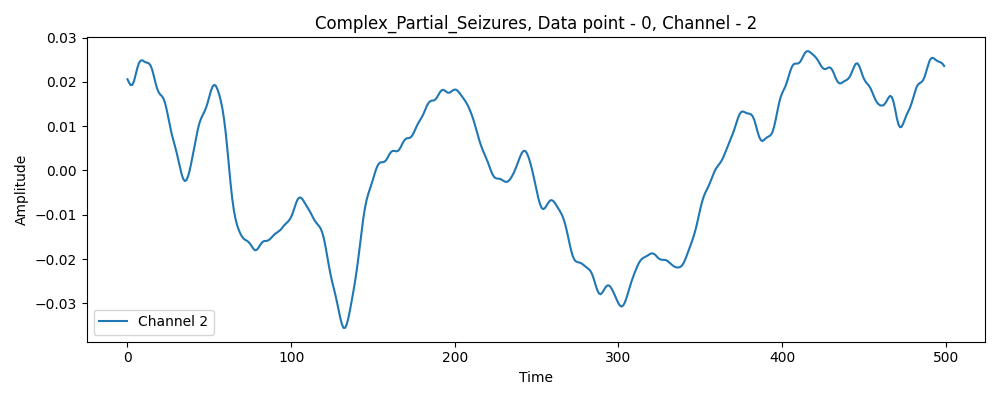 Complex_Partial_Seizures, Data point - 0, Channel - 2
0.03
0.02
0.01
0.00
−0.01
−0.02
−0.03
Amplitude
Channel 2
0 100 200 300 400 500
Time